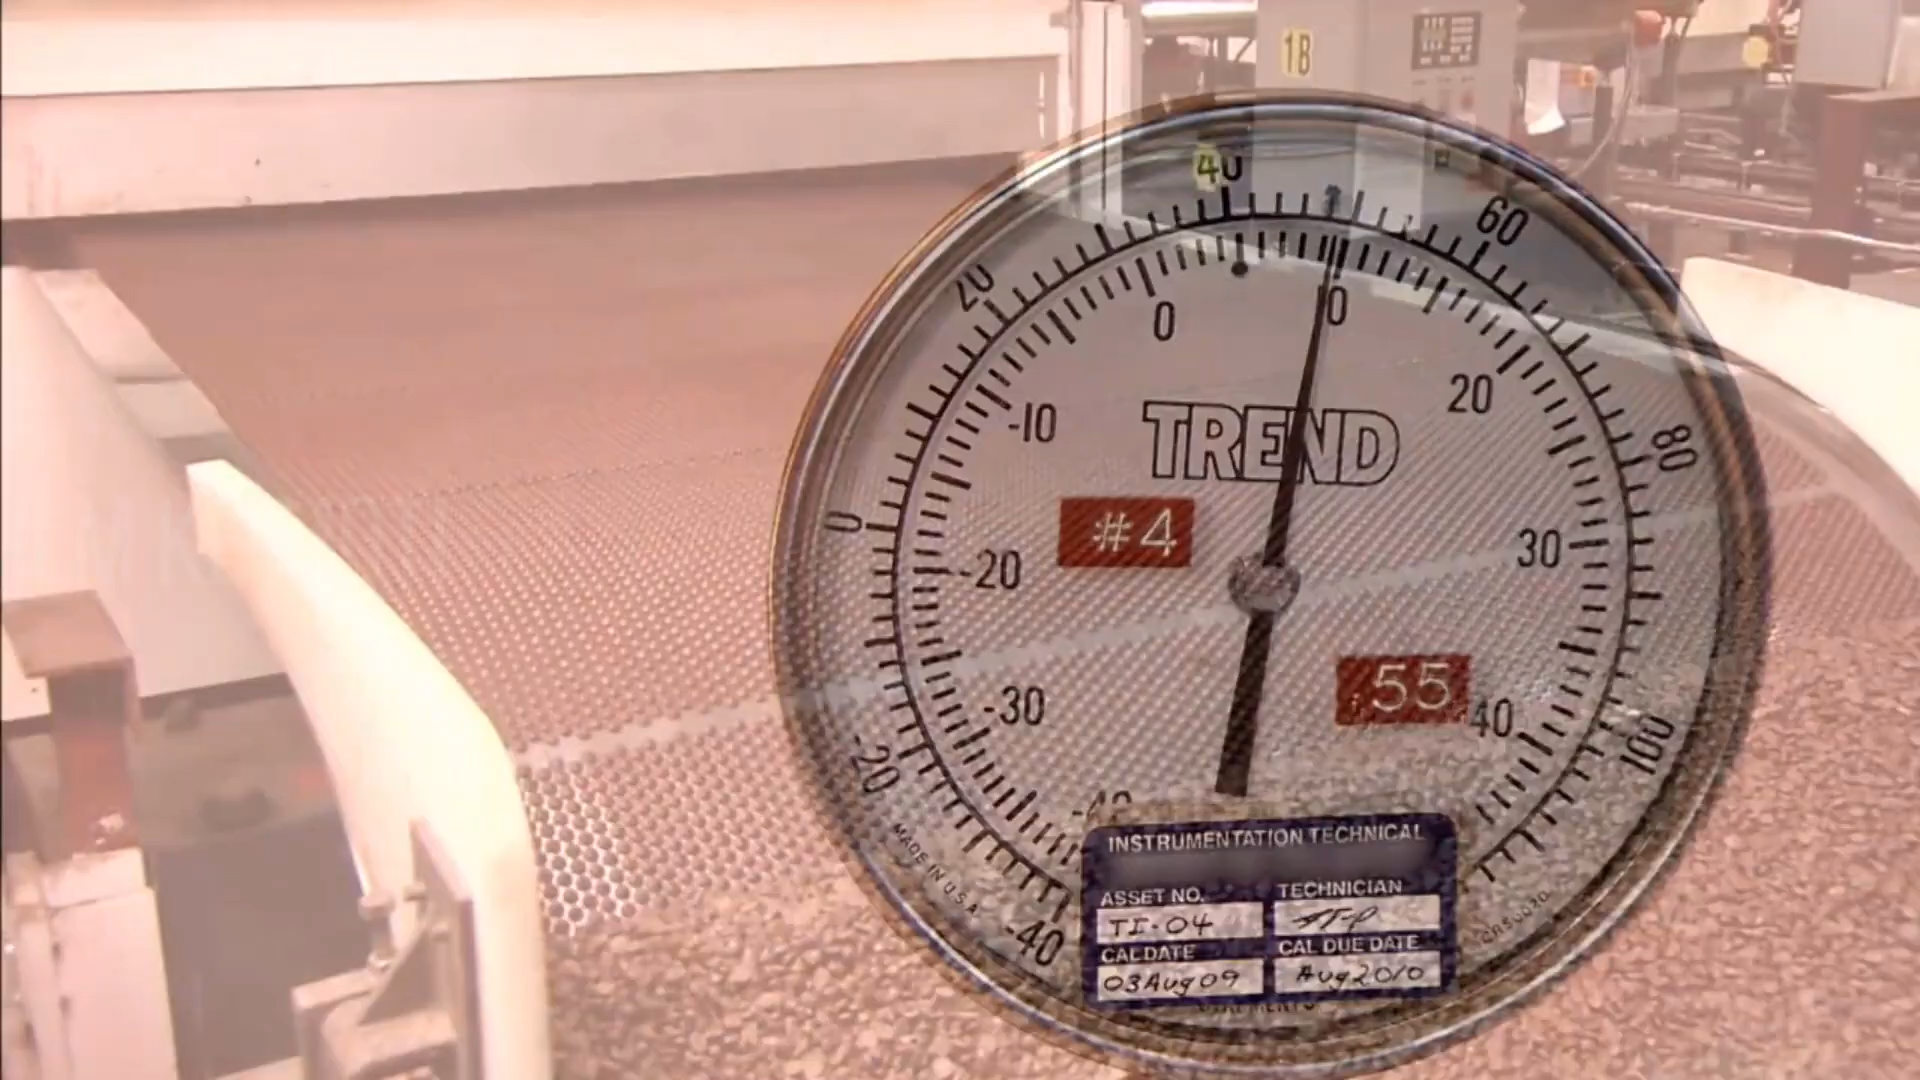 1B
40
60
20
0
10
80
-10
20
TREND
#4
0
-20
30
-30
.55
40
100
-20
-40
MADE IN U.S.A.
-40
INSTRUMENTATION TECHNICAL
ASSET NO. TECHNICIAN
TI-04
CAL DATE CAL DUE DATE
03Aug09 Aug2010